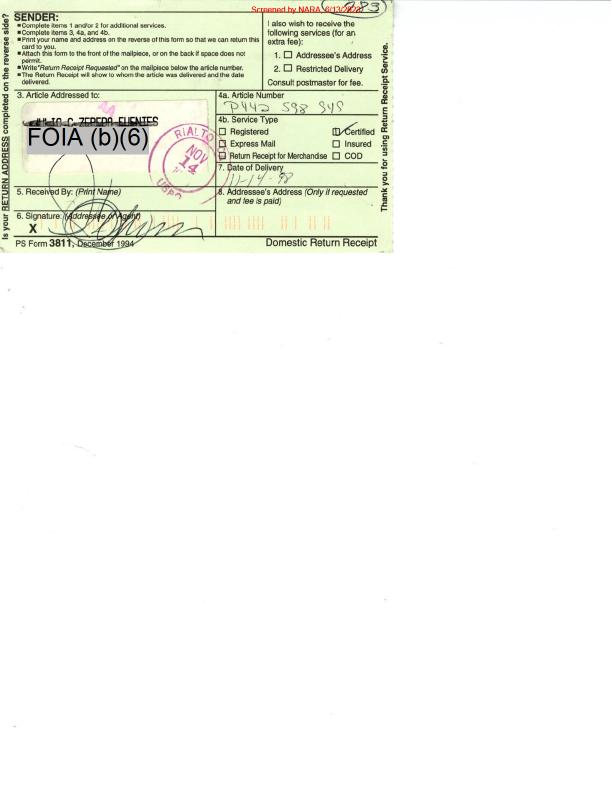 Screened by NARA, 6/13/2023
SENDER:
■Complete items 1 and/or 2 for additional services.
■Complete items 3, 4a, and 4b.
■Print your name and address on the reverse of this form so that we can return this
card to you.
■Attach this form to the front of the mailpiece, or on the back if space does not
permit.
■Write"Return Receipt Requested" on the mailpiece below the article number.
■The Return Receipt will show to whom the article was delivered and the date
delivered.
I also wish to receive the
following services (for an
extra fee):
1. ☐ Addressee's Address
2. ☐ Restricted Delivery
Consult postmaster for fee.
3. Article Addressed to:
AA
C ZEPEDA FUENTES
FOIA (b)(6)
RIALTO
NOV
14
USPO
4a. Article Number
P442 598 949
4b. Service Type
☐ Registered
☑ Certified
☐ Express Mail
☐ Insured
☐ Return Receipt for Merchandise ☐ COD
7. Date of Delivery
11-14-98
5. Received By: (Print Name)
8. Addressee's Address (Only if requested
and fee is paid)
6. Signature: (Addressee or Agent)
X
PS Form 3811, December 1994
Domestic Return Receipt
Is your RETURN ADDRESS completed on the reverse side?
Thank you for using Return Receipt Service.